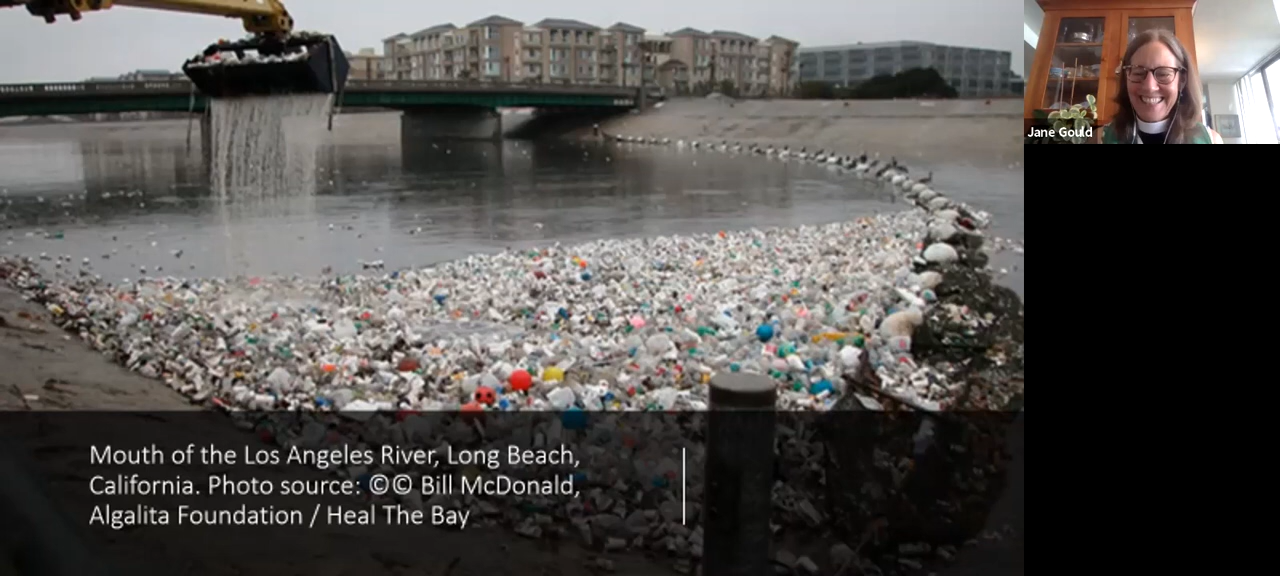 Jane Gould
Mouth of the Los Angeles River, Long Beach,
California. Photo source: ©© Bill McDonald,
Algalita Foundation / Heal The Bay